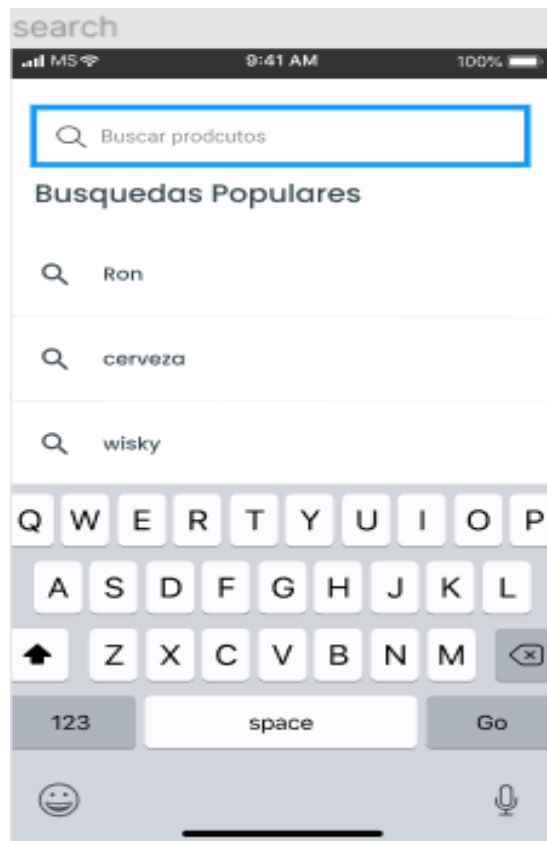 search
MS 9:41 AM 100%
Buscar prodcutos
Busquedas Populares
Ron
cerveza
wisky
Q W E R T Y U I O P
A S D F G H J K L
Z X C V B N M
123 space Go